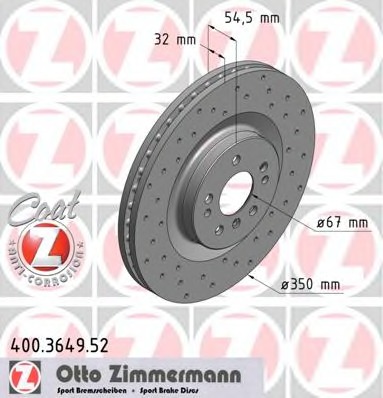 54,5 mm
32 mm
Coat
Z
ANTI-CORROSION
ø67 mm
ø350 mm
400.3649.52
Z
Otto Zimmermann
Sport Bremsscheiben • Sport Brake Discs